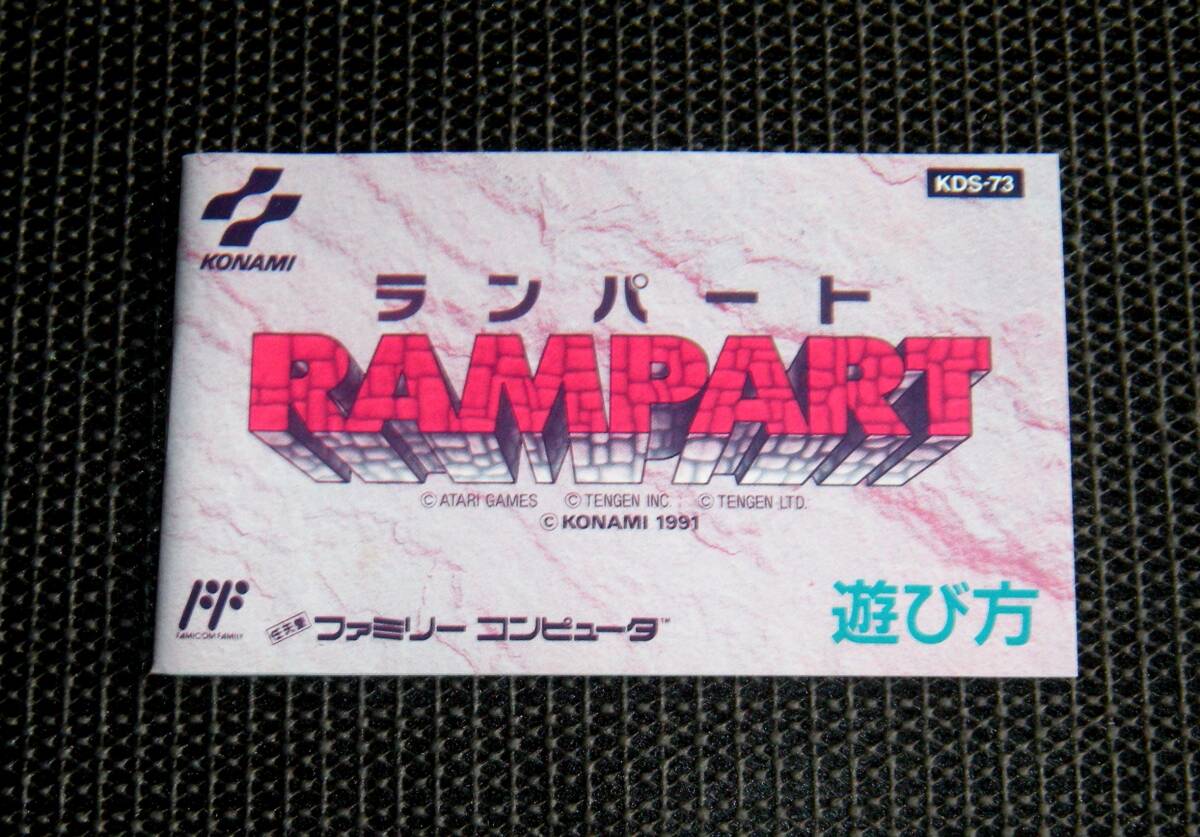 KONAMI
KDS-73
ランパート
RAMPART
©ATARI GAMES ©TENGEN INC. ©TENGEN LTD.
©KONAMI 1991
FAMICOM FAMILY
任天堂 ファミリー コンピュータ™
遊び方